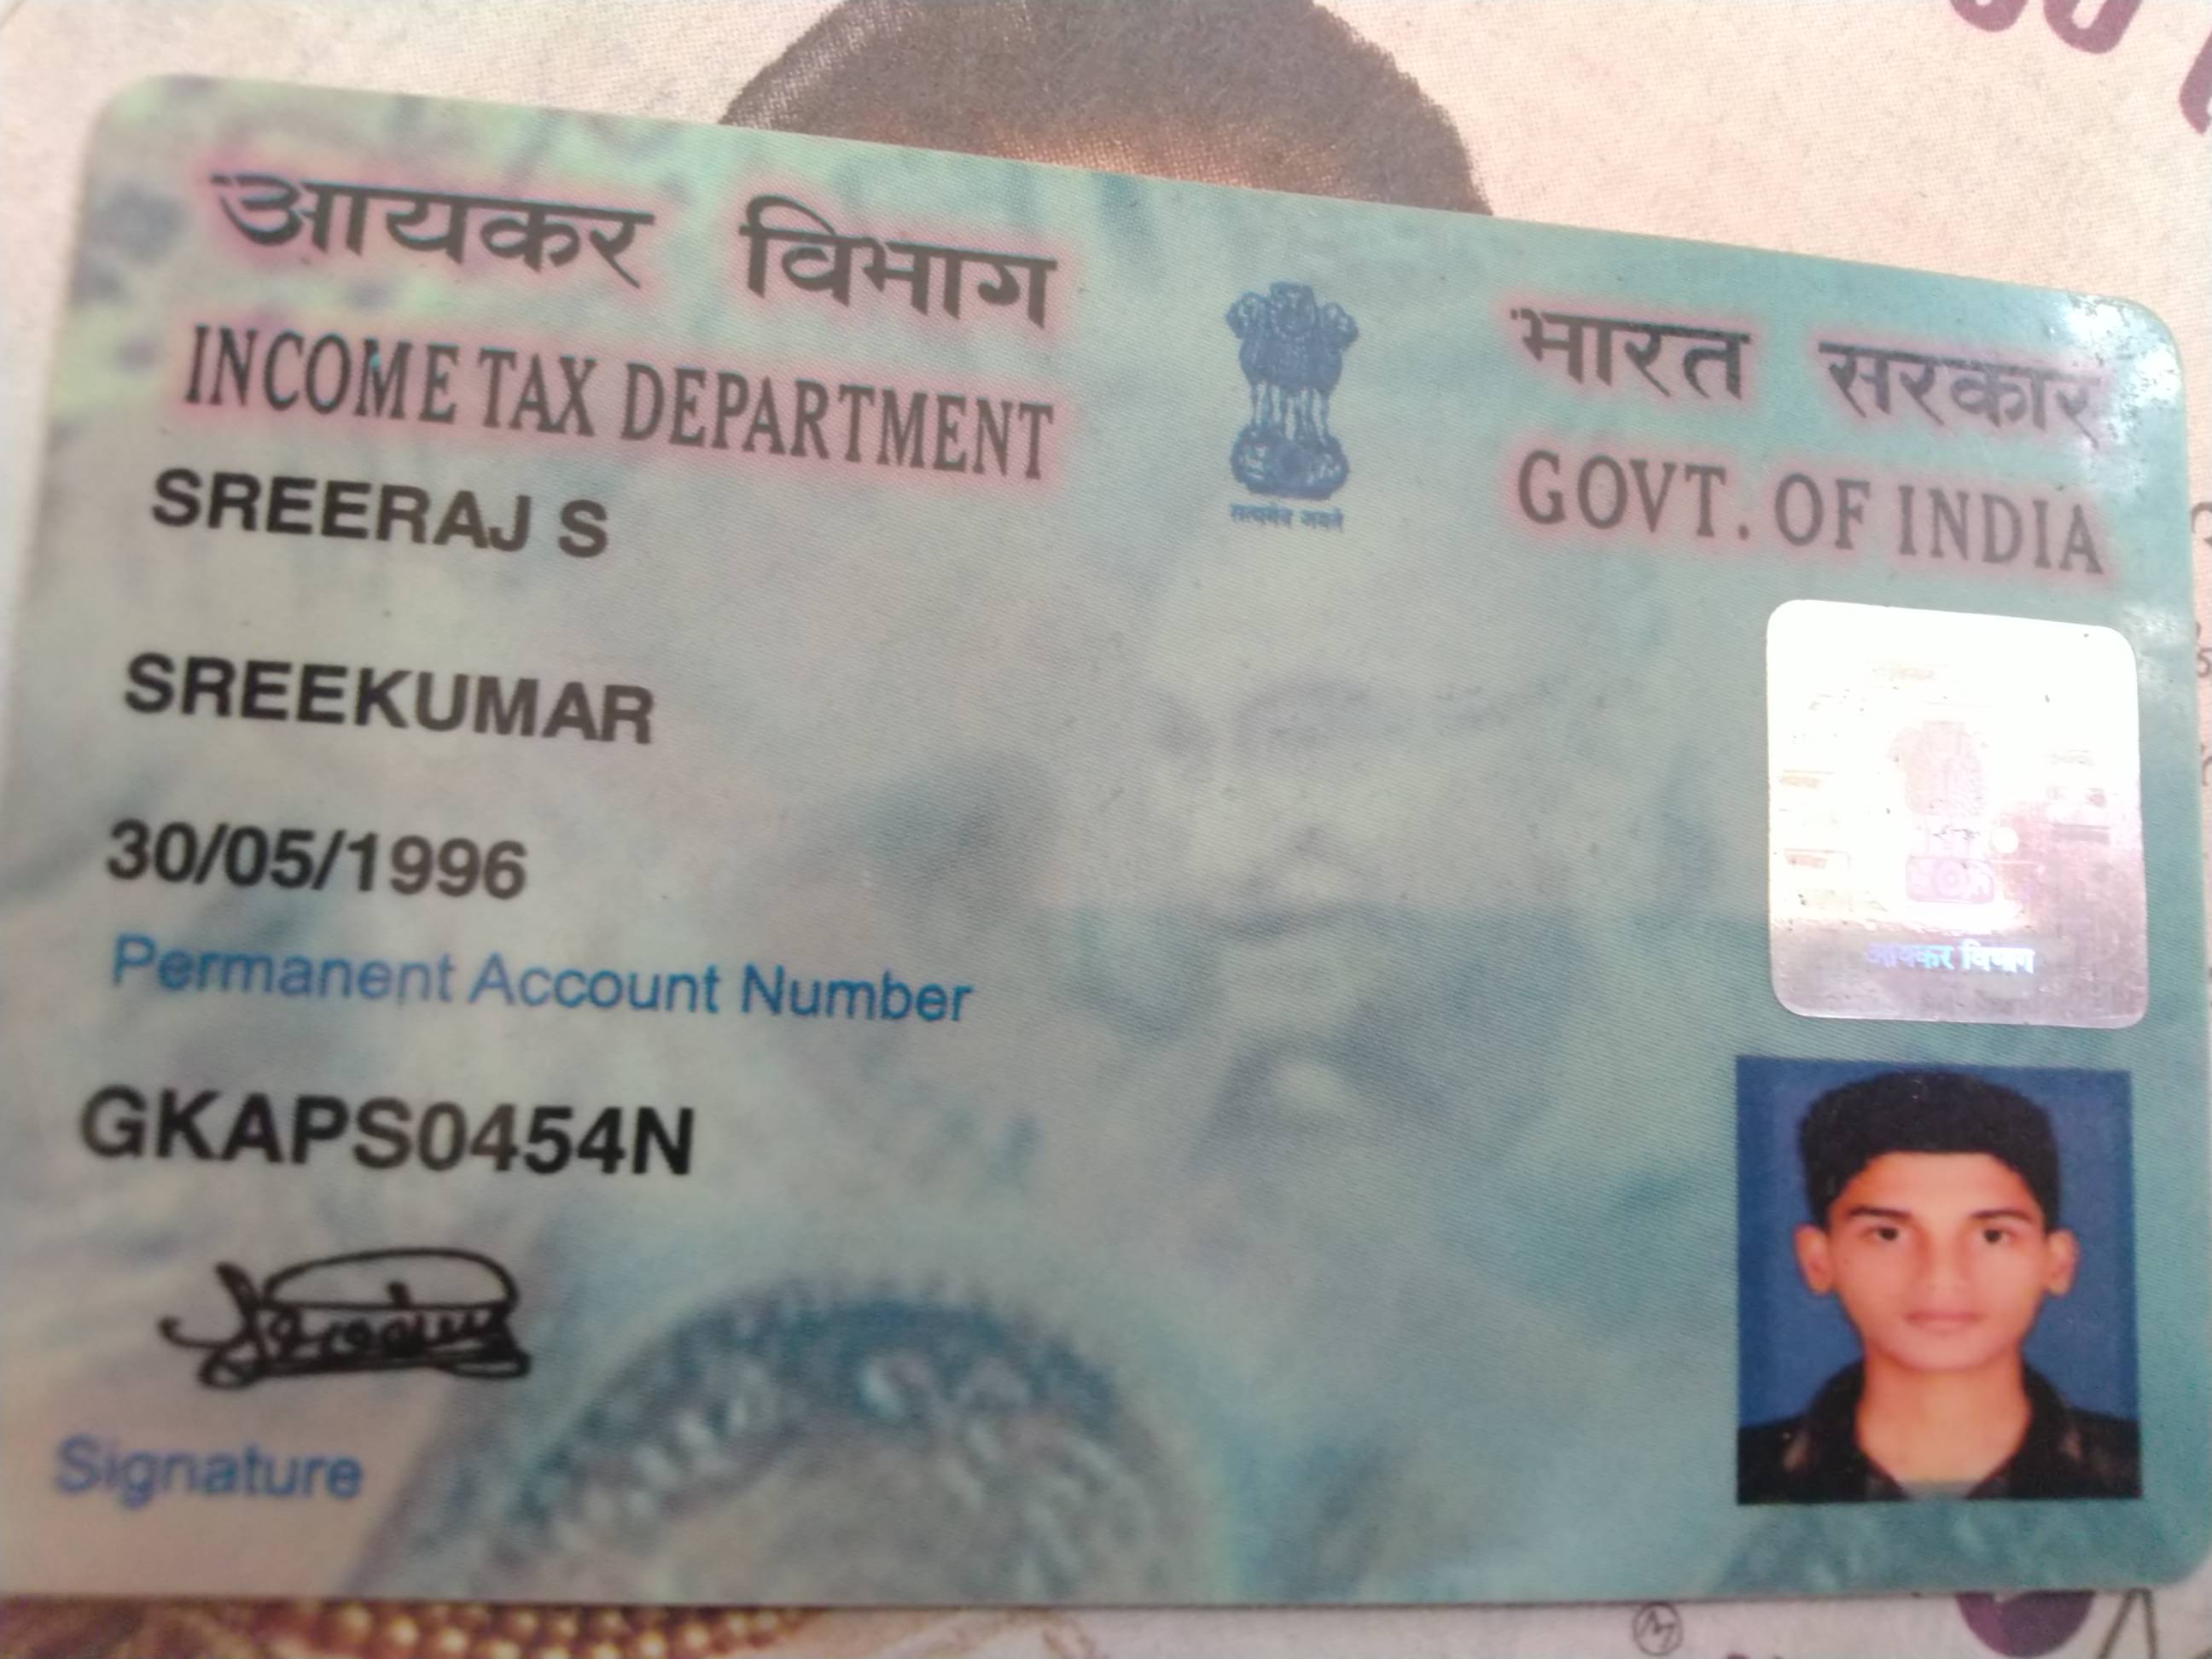 आयकर विभाग
INCOME TAX DEPARTMENT
भारत सरकार
GOVT. OF INDIA
सत्यमेव जयते
SREERAJ S
SREEKUMAR
30/05/1996
Permanent Account Number
GKAPS0454N
Signature
आयकर विभाग